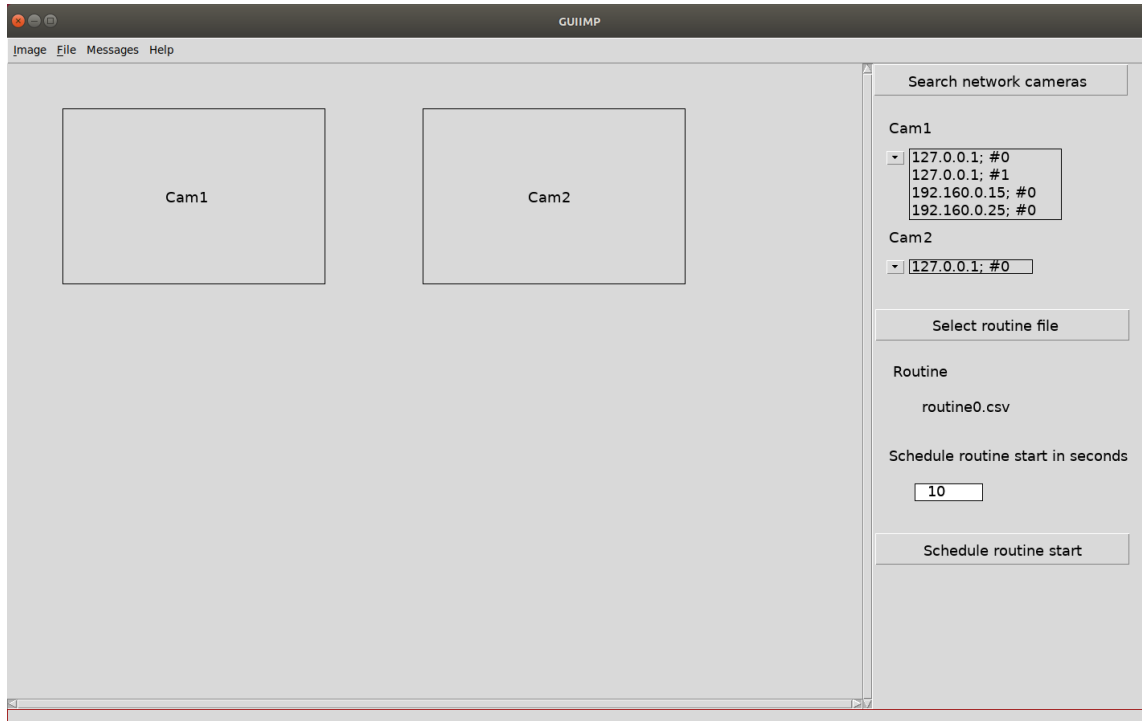 GUIIMP
Image File Messages Help
Cam1
Cam2
Search network cameras
Cam1
127.0.0.1; #0
127.0.0.1; #1
192.160.0.15; #0
192.160.0.25; #0
Cam2
127.0.0.1; #0
Select routine file
Routine
routine0.csv
Schedule routine start in seconds
10
Schedule routine start